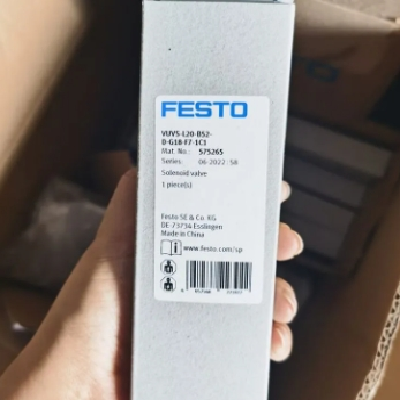 FESTO
VUVS-L20-B52-
D-G18-F7-1C1
Mat. No.: 575265
Series: 06-2022 : S8
Solenoid valve
1 piece(s)
Festo SE & Co. KG
DE-73734 Esslingen
Made in China
www.festo.com/sp